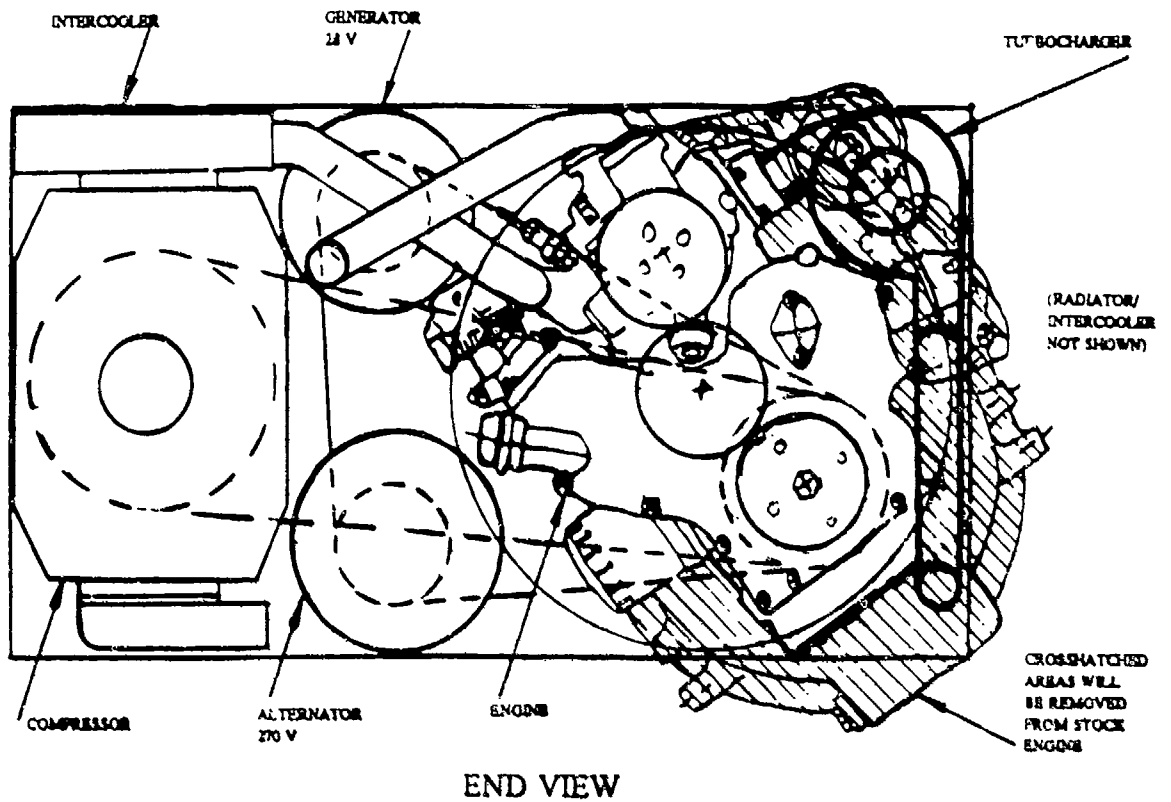 INTERCOOLER
GENERATOR
28 V
TURBOCHARGER
(RADIATOR/
INTERCOOLER
NOT SHOWN)
CROSSHATCHED
AREAS WILL
BE REMOVED
FROM STOCK
ENGINE
COMPRESSOR
ALTERNATOR
270 V
ENGINE
END VIEW